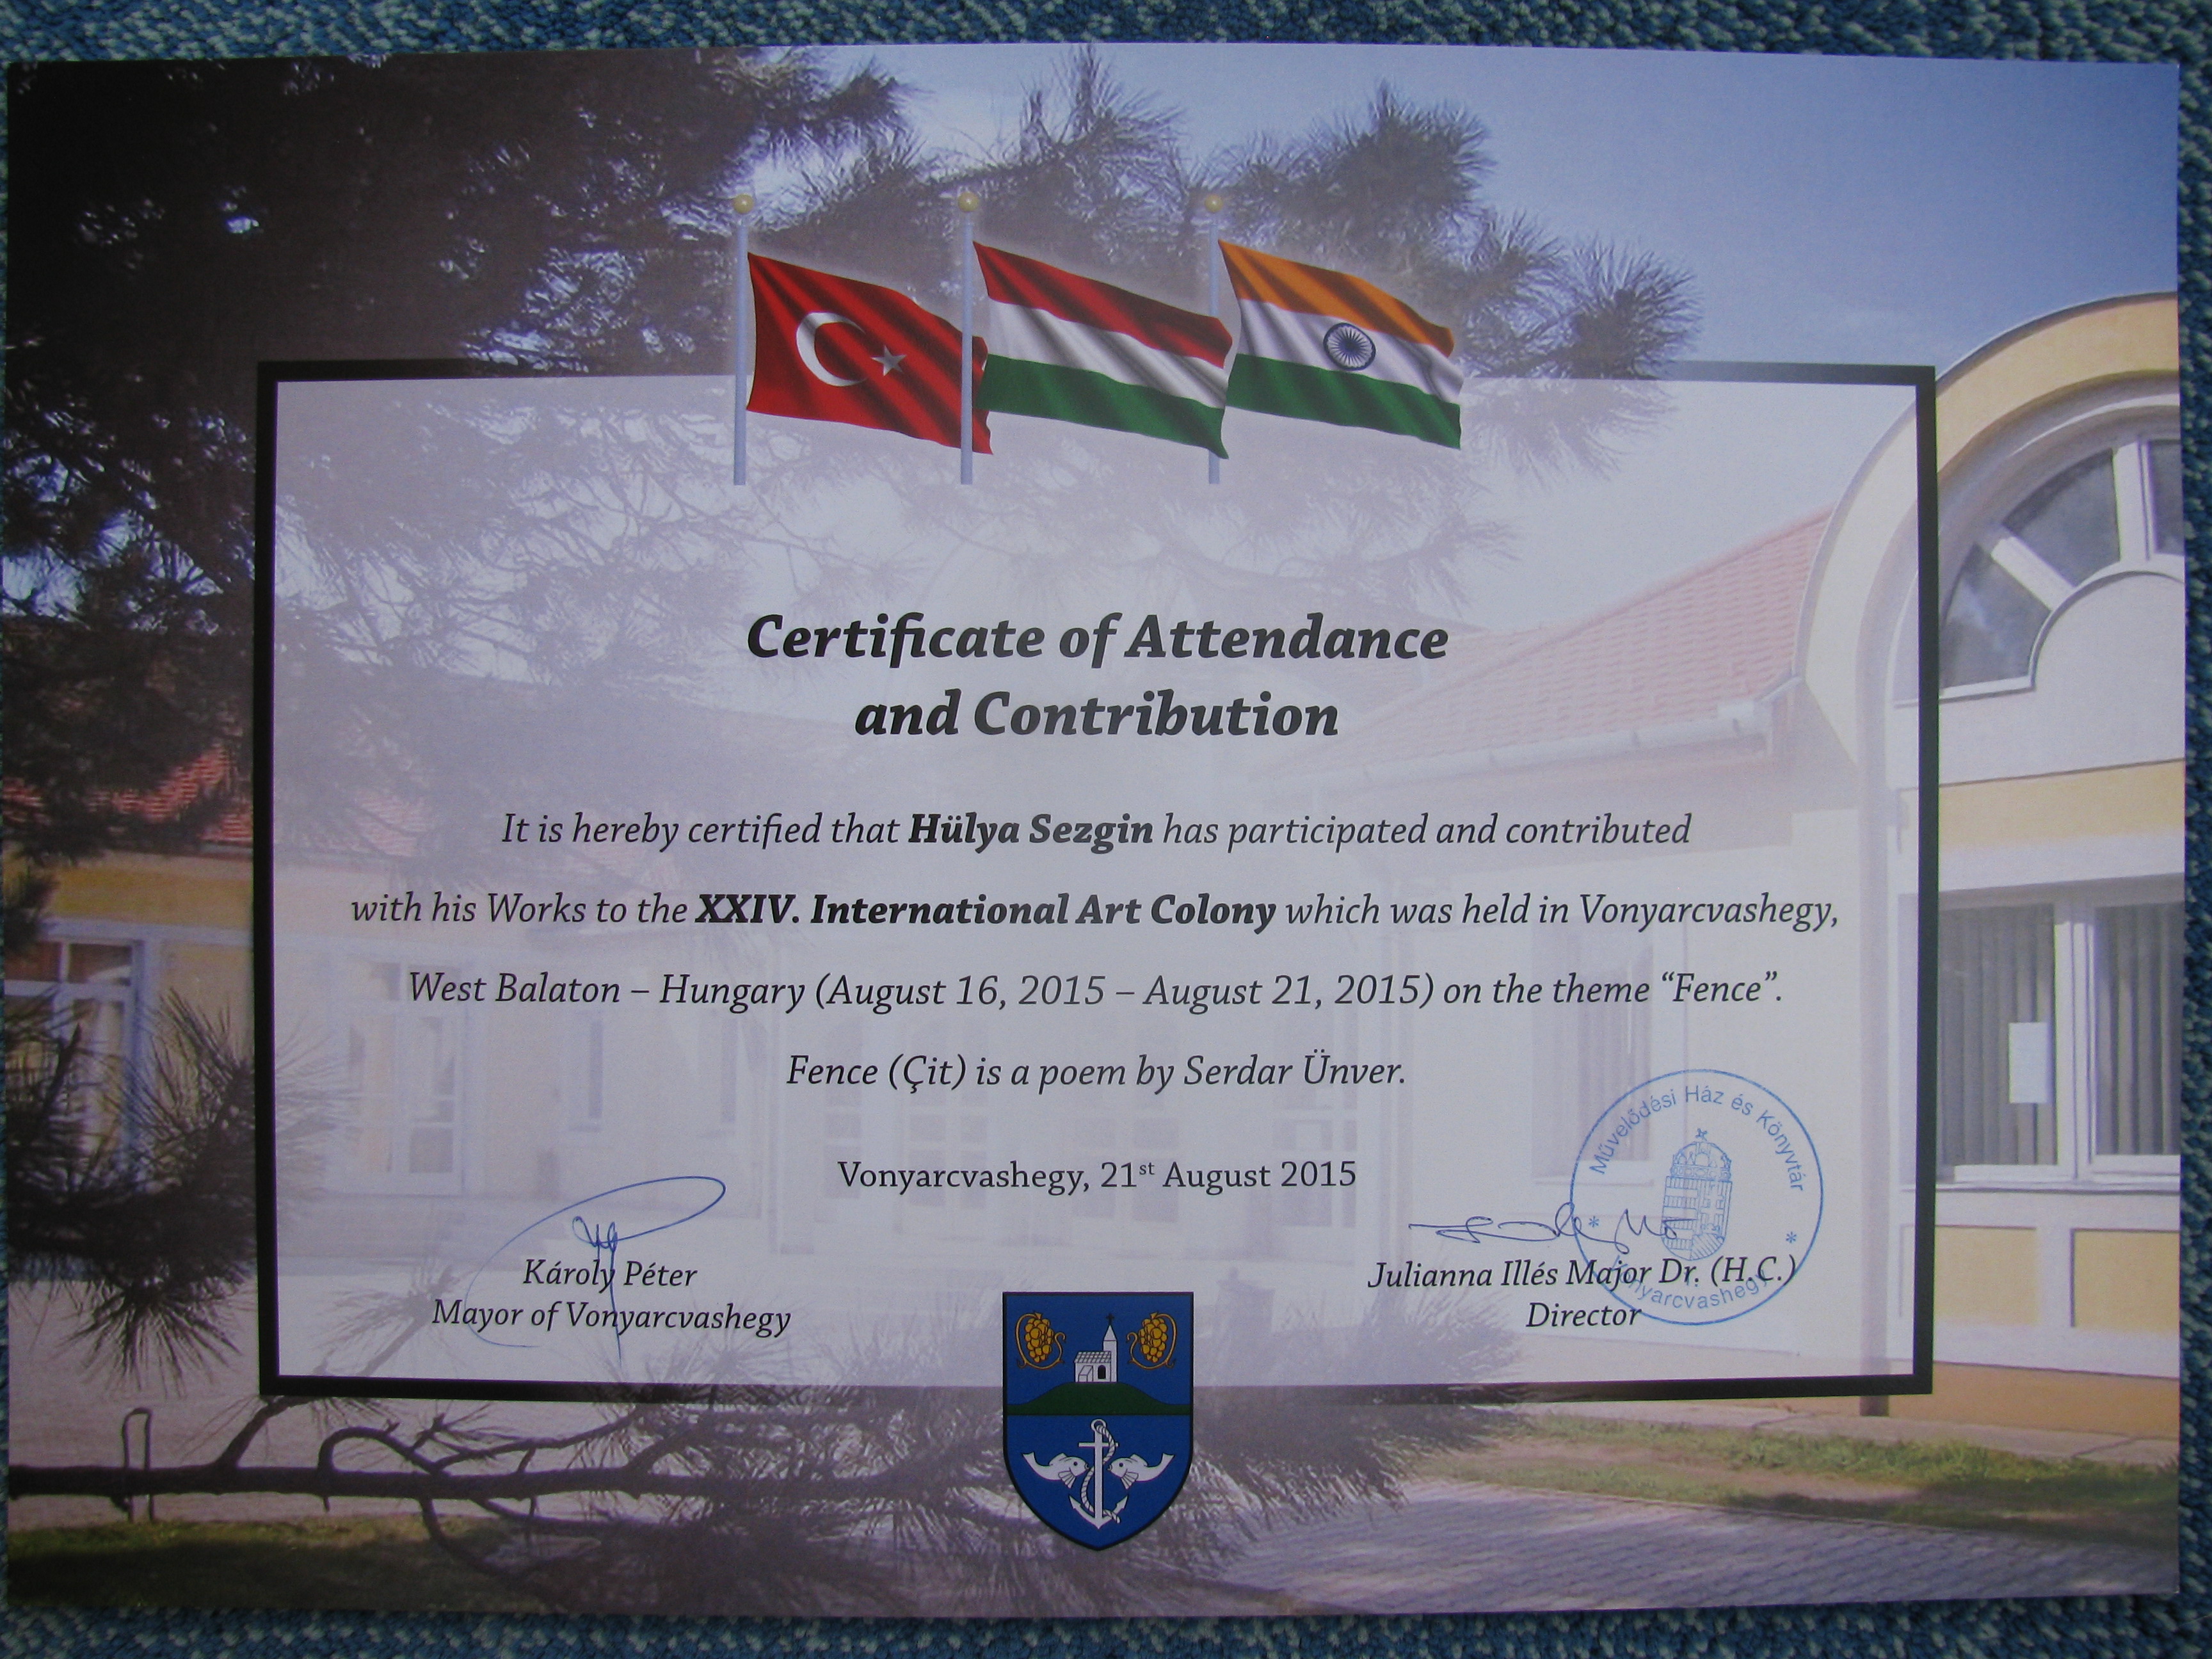 Certificate of Attendance
and Contribution
It is hereby certified that Hülya Sezgin has participated and contributed
with his Works to the XXIV. International Art Colony which was held in Vonyarcvashegy,
West Balaton – Hungary (August 16, 2015 – August 21, 2015) on the theme “Fence”.
Fence (Çit) is a poem by Serdar Ünver.
Vonyarcvashegy, 21st August 2015
Károly Péter
Mayor of Vonyarcvashegy
Julianna Illés Major Dr. (H.C.)
Director
Művelődési Ház és Könyvtár
* Vonyarcvashegy *